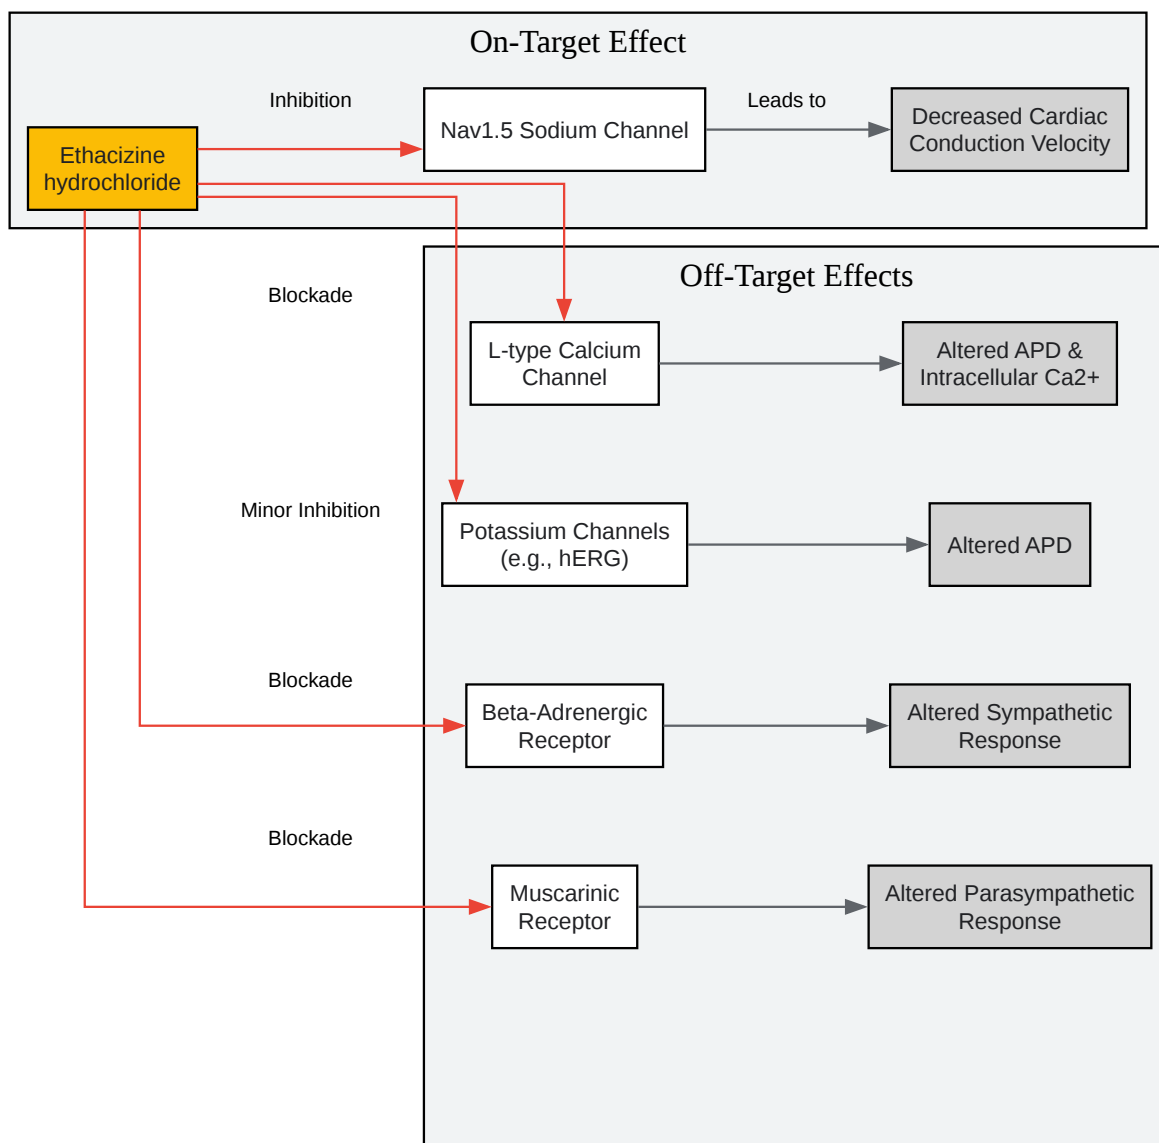 On-Target Effect
Inhibition
Leads to
Ethacizine
hydrochloride
Nav1.5 Sodium Channel
Decreased Cardiac
Conduction Velocity
Off-Target Effects
Blockade
L-type Calcium
Channel
Altered APD &
Intracellular Ca2+
Minor Inhibition
Potassium Channels
(e.g., hERG)
Altered APD
Blockade
Beta-Adrenergic
Receptor
Altered Sympathetic
Response
Blockade
Muscarinic
Receptor
Altered Parasympathetic
Response